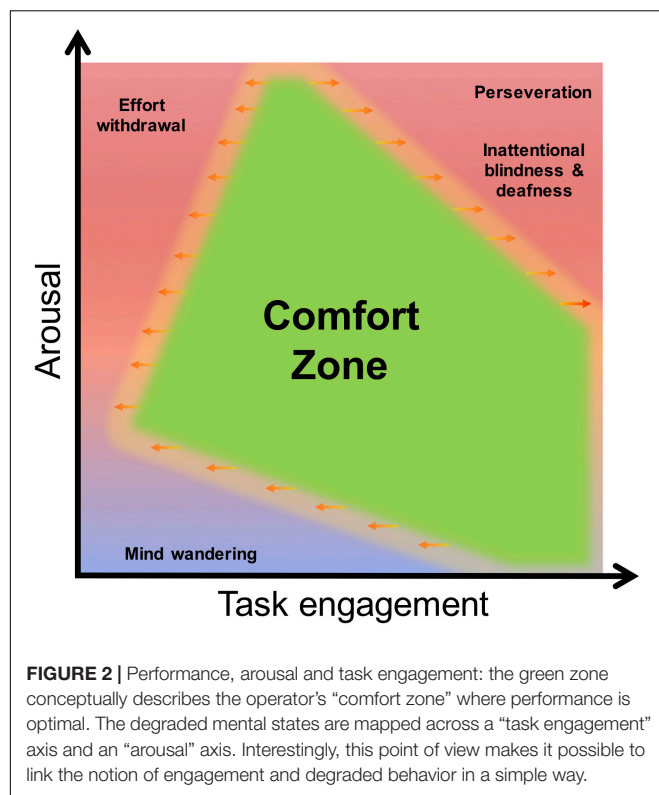 Effort
withdrawal
Perseveration
Inattentional
blindness &
deafness
Comfort
Zone
Arousal
Mind wandering
Task engagement
FIGURE 2 | Performance, arousal and task engagement: the green zone
conceptually describes the operator’s “comfort zone” where performance is
optimal. The degraded mental states are mapped across a “task engagement”
axis and an “arousal” axis. Interestingly, this point of view makes it possible to
link the notion of engagement and degraded behavior in a simple way.